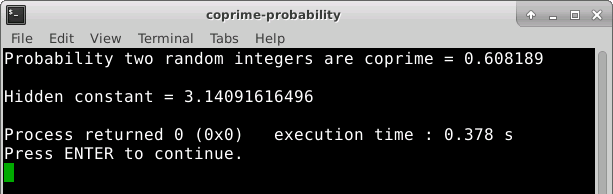 coprime-probability
File Edit View Terminal Tabs Help
Probability two random integers are coprime = 0.608189
Hidden constant = 3.14091616496
Process returned 0 (0x0)   execution time : 0.378 s
Press ENTER to continue.